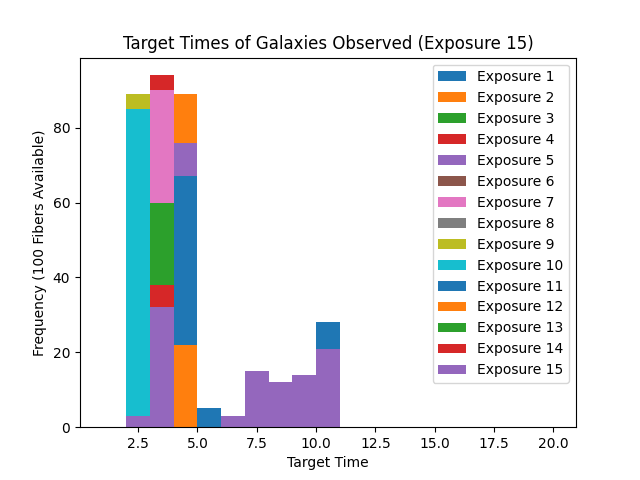 Target Times of Galaxies Observed (Exposure 15)
Frequency (100 Fibers Available)
80
60
40
20
0
2.5 5.0 7.5 10.0 12.5 15.0 17.5 20.0
Target Time
Exposure 1
Exposure 2
Exposure 3
Exposure 4
Exposure 5
Exposure 6
Exposure 7
Exposure 8
Exposure 9
Exposure 10
Exposure 11
Exposure 12
Exposure 13
Exposure 14
Exposure 15